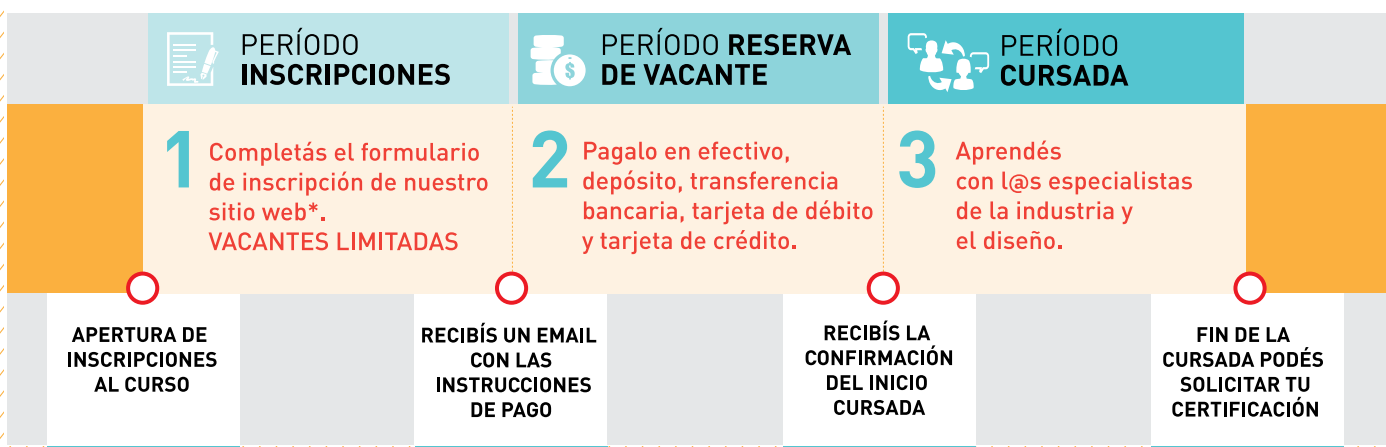 PERÍODO
INSCRIPCIONES
PERÍODO RESERVA
DE VACANTE
$
PERÍODO
CURSADA
1
Completás el formulario
de inscripción de nuestro
sitio web*.
VACANTES LIMITADAS
2
Pagalo en efectivo,
depósito, transferencia
bancaria, tarjeta de débito
y tarjeta de crédito.
3
Aprendés
con l@s especialistas
de la industria y
el diseño.
APERTURA DE
INSCRIPCIONES
AL CURSO
RECIBÍS UN EMAIL
CON LAS
INSTRUCCIONES
DE PAGO
RECIBÍS LA
CONFIRMACIÓN
DEL INICIO
CURSADA
FIN DE LA
CURSADA PODÉS
SOLICITAR TU
CERTIFICACIÓN